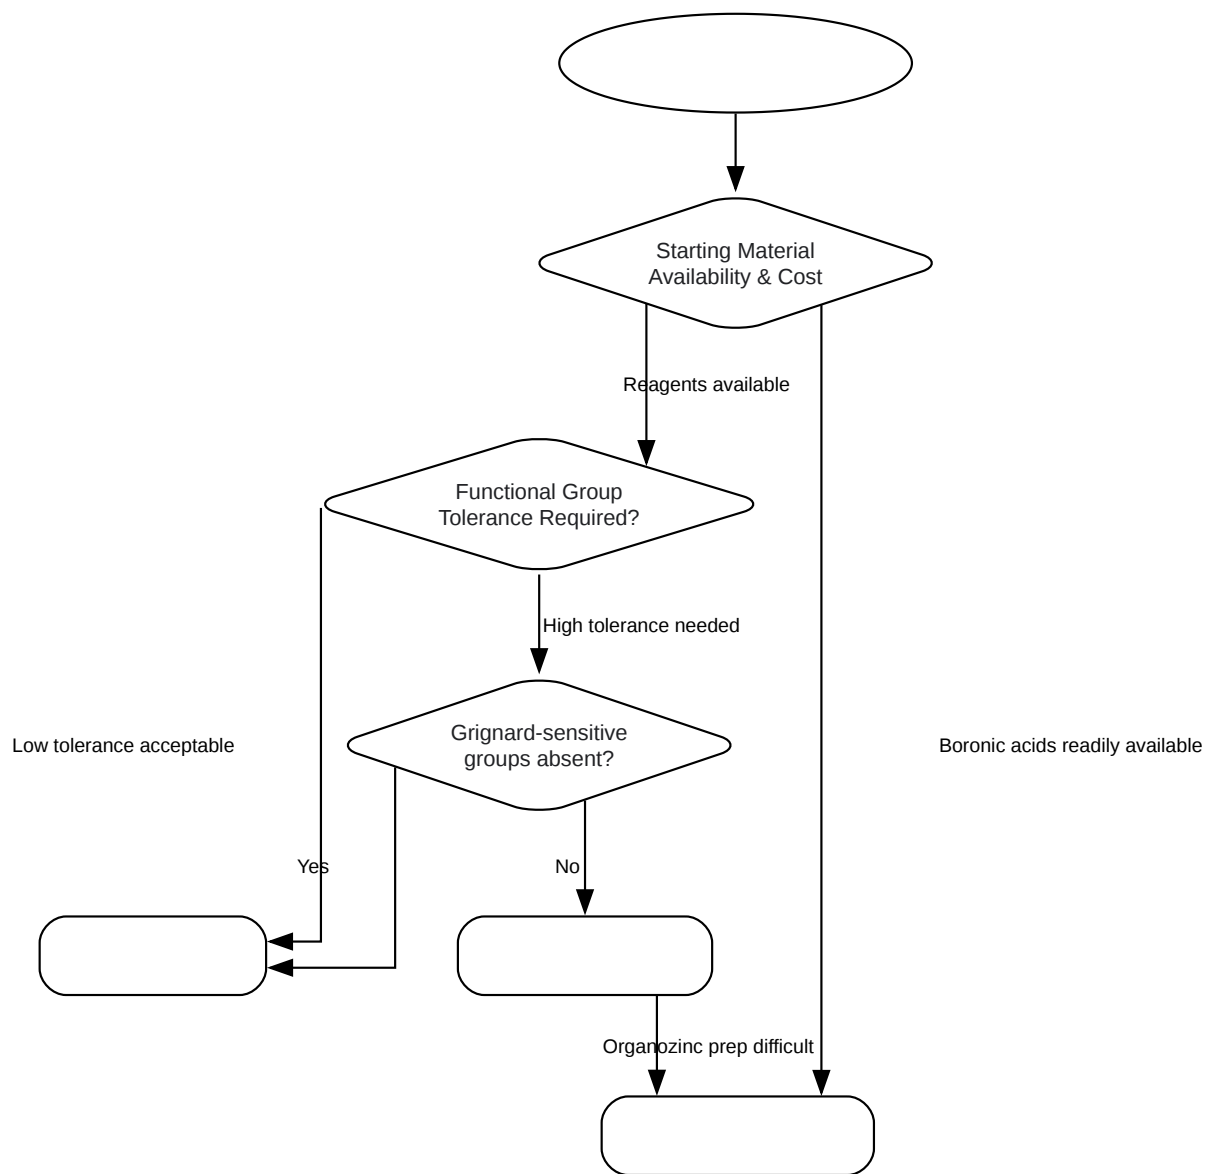 Starting Material
Availability & Cost
Reagents available
Functional Group
Tolerance Required?
High tolerance needed
Grignard-sensitive
groups absent?
Low tolerance acceptable
Boronic acids readily available
Yes
No
Organozinc prep difficult